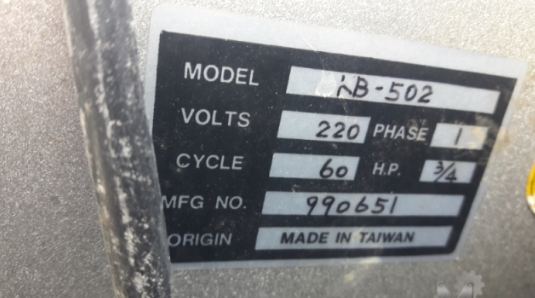 MODEL LB-502
VOLTS 220 PHASE 1
CYCLE 60 H.P. 3/4
MFG NO. 990651
ORIGIN MADE IN TAIWAN